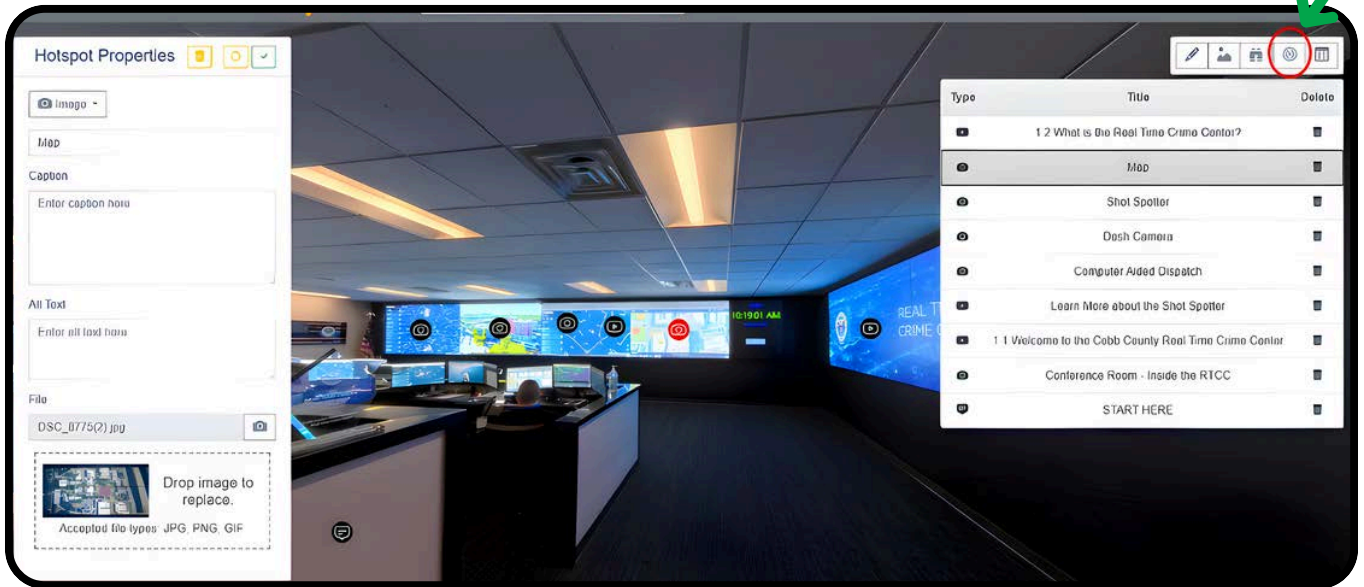 Hotspot Properties
Image
Map
Caption
Enter caption here
Alt Text
Enter alt text here
File
DSC_0775(2).jpg
Drop image to
replace.
Accepted file types: JPG, PNG, GIF
10:19:01 AM
REAL T
CRIME C
Type Title Delete
1.2 What is the Real Time Crime Center?
Map
Shot Spotter
Dash Camera
Computer Aided Dispatch
Learn More about the Shot Spotter
1.1 Welcome to the Cobb County Real Time Crime Center
Conference Room - Inside the RTCC
START HERE